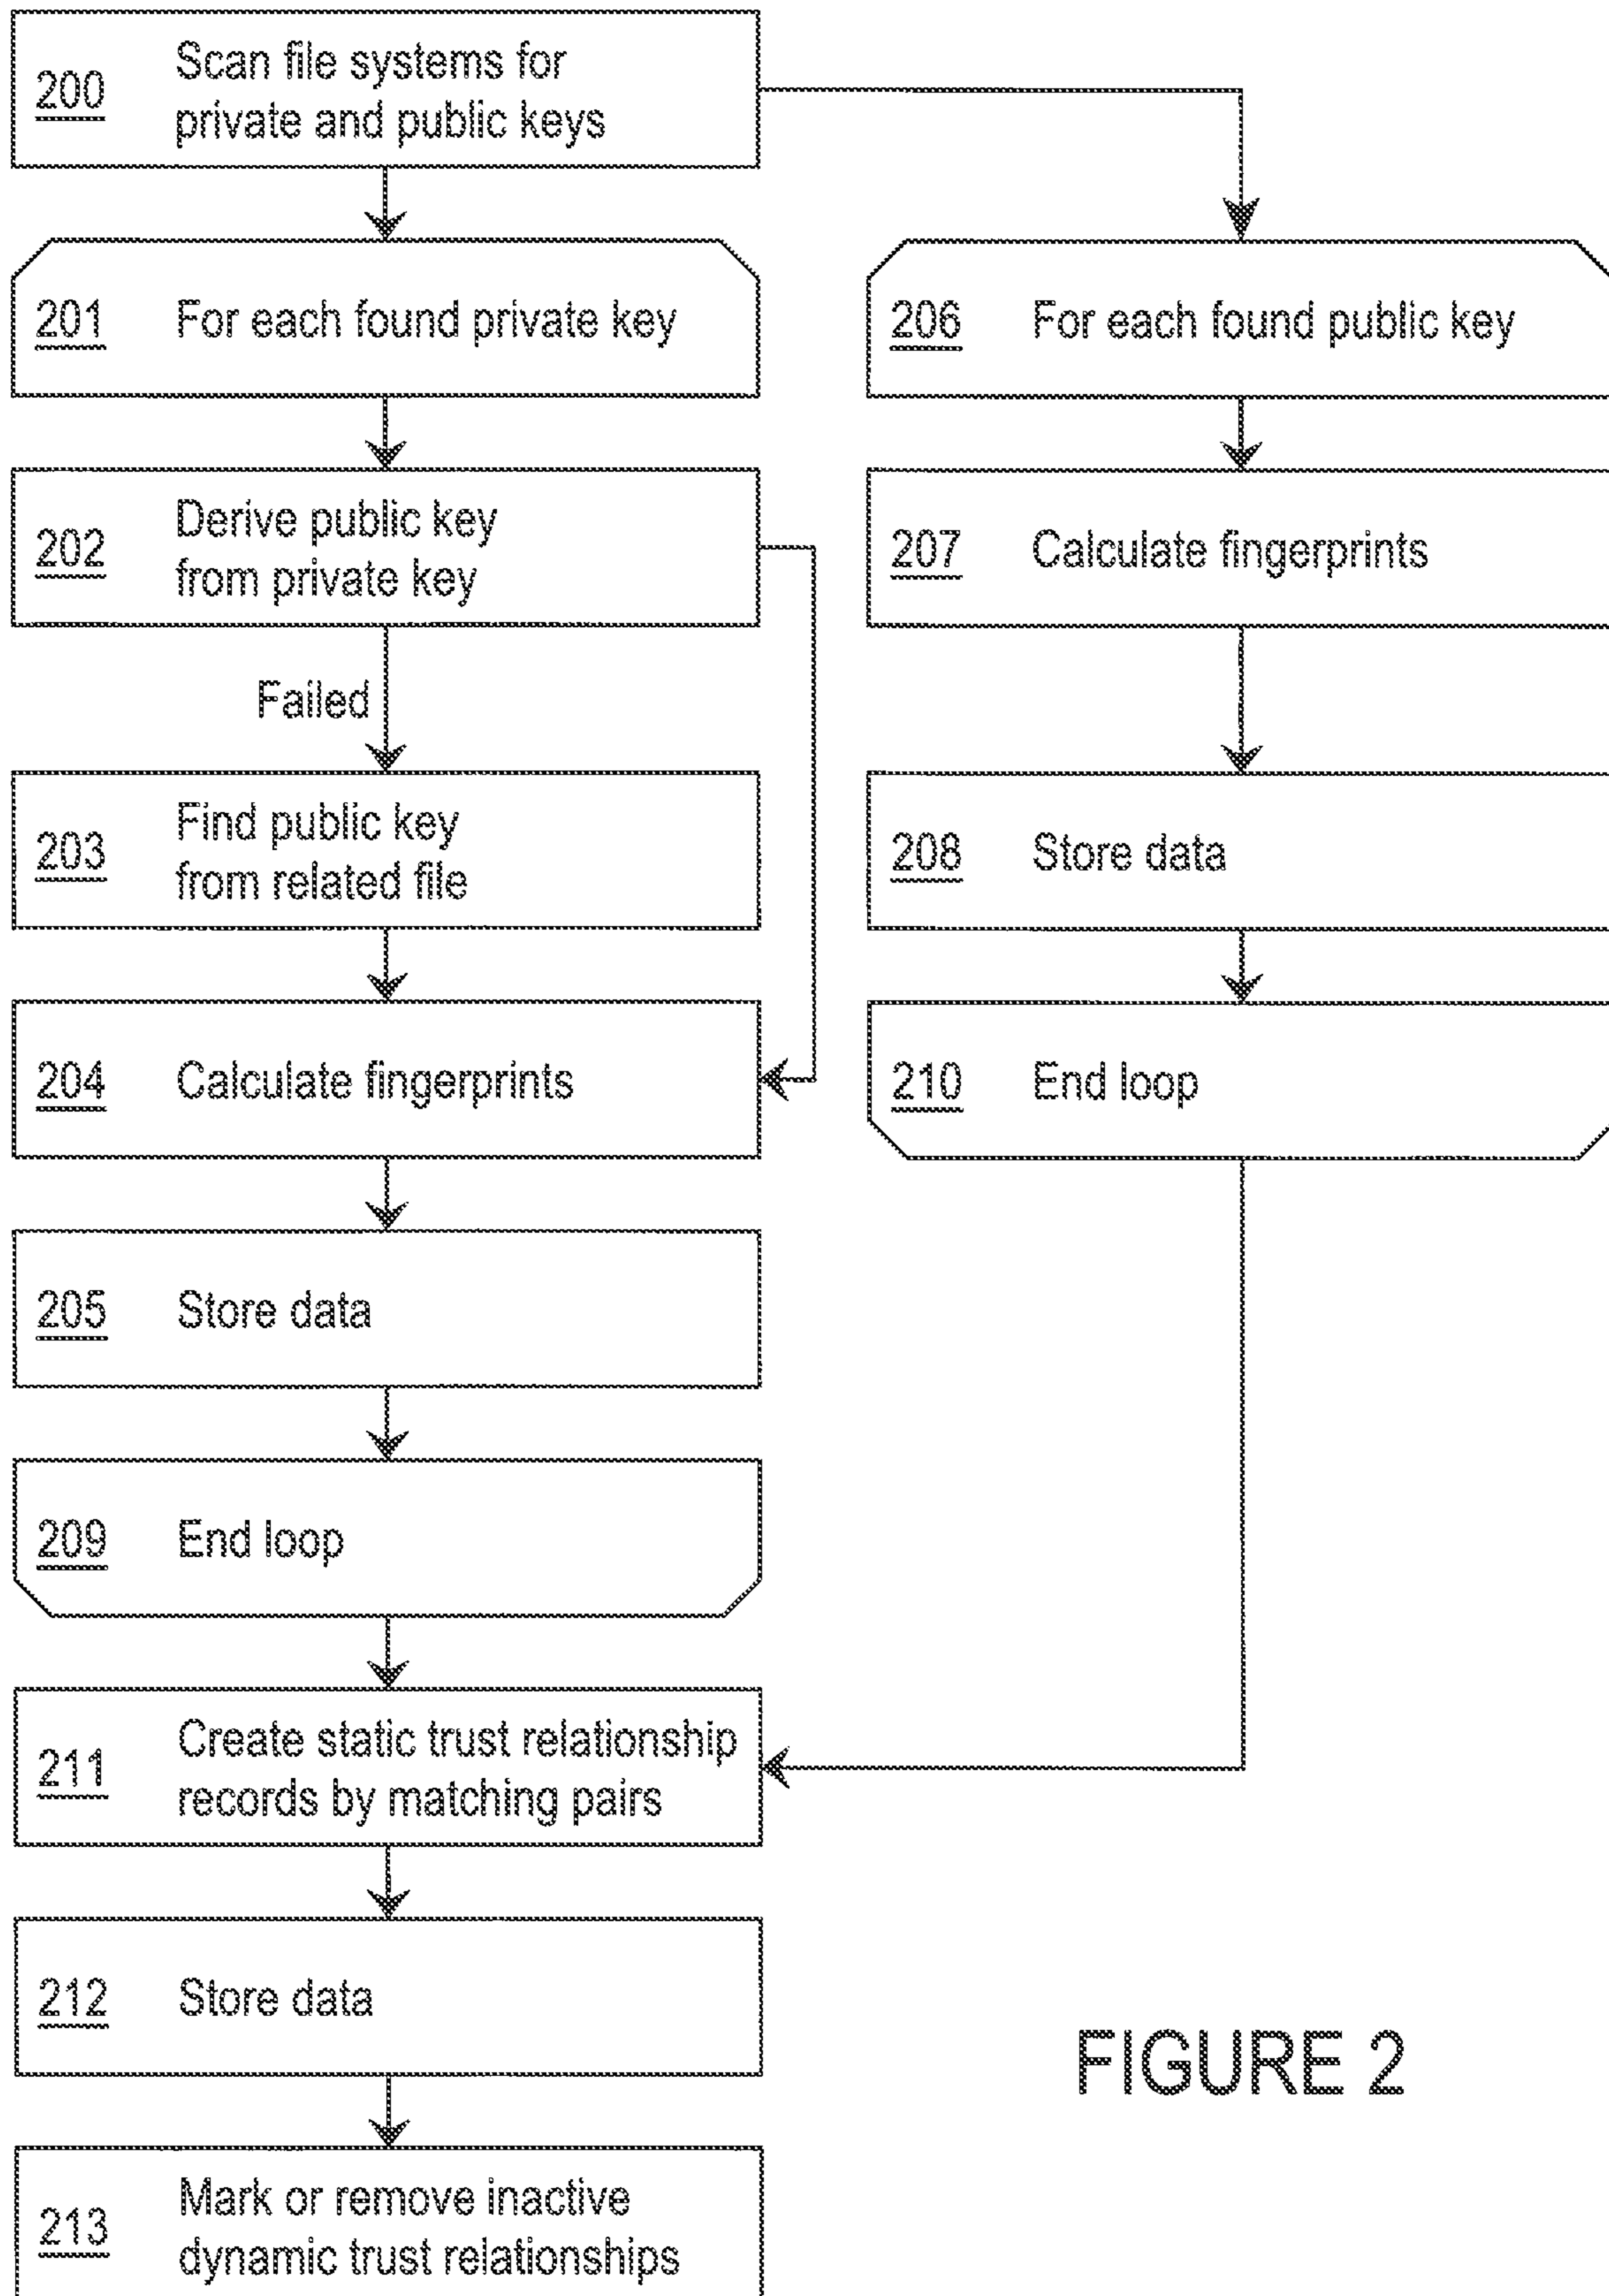 200 Scan file systems for
private and public keys
201 For each found private key
202 Derive public key
from private key
Failed
203 Find public key
from related file
204 Calculate fingerprints
205 Store data
209 End loop
206 For each found public key
207 Calculate fingerprints
208 Store data
210 End loop
211 Create static trust relationship
records by matching pairs
212 Store data
213 Mark or remove inactive
dynamic trust relationships
FIGURE 2